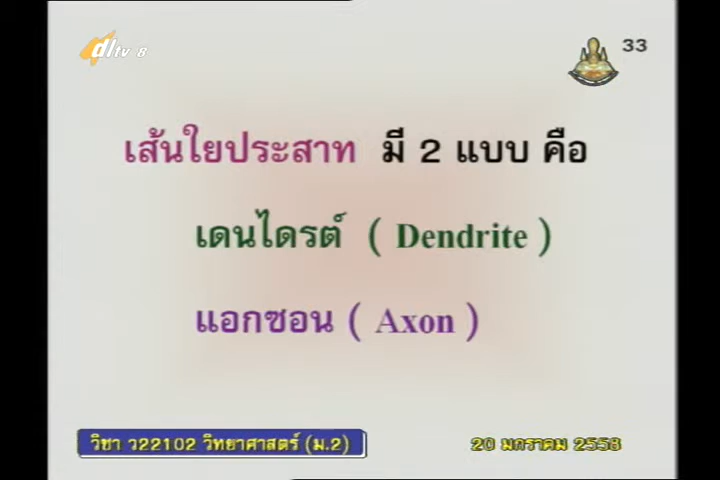 dltv 8
33
เส้นใยประสาท มี 2 แบบ คือ
เดนไดรต์ ( Dendrite )
แอกซอน ( Axon )
วิชา ว22102 วิทยาศาสตร์ (ม.2)
20 มกราคม 2558